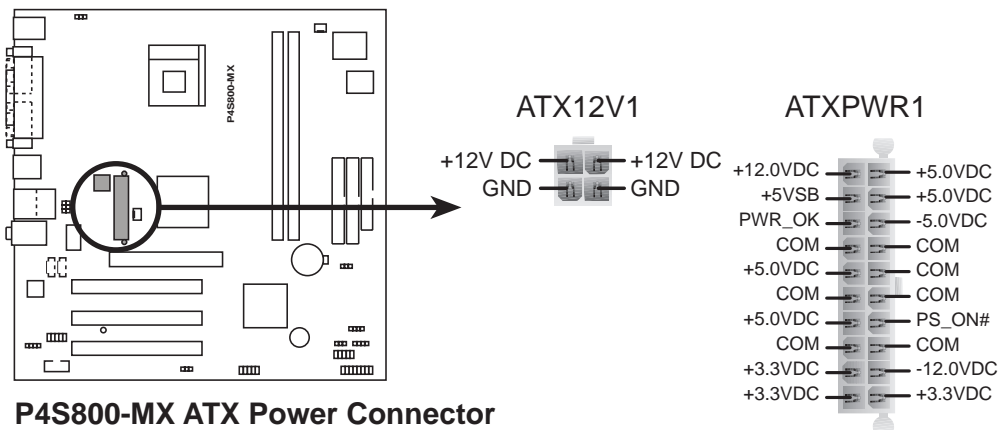 P4S800-MX
ATX12V1
+12V DC +12V DC
GND GND
ATXPWR1
+12.0VDC +5.0VDC
+5VSB +5.0VDC
PWR_OK -5.0VDC
COM COM
+5.0VDC COM
COM COM
+5.0VDC PS_ON#
COM COM
+3.3VDC -12.0VDC
+3.3VDC +3.3VDC
P4S800-MX ATX Power Connector